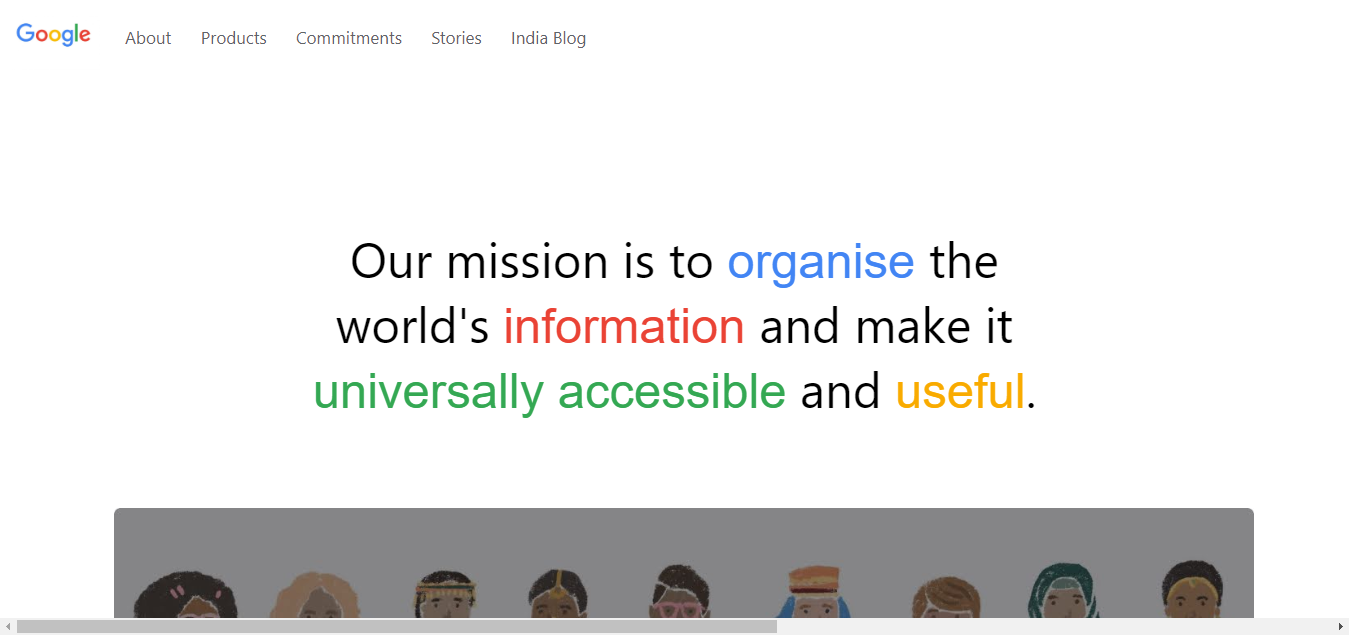 Google About Products Commitments Stories India Blog
Our mission is to organise the
world's information and make it
universally accessible and useful.